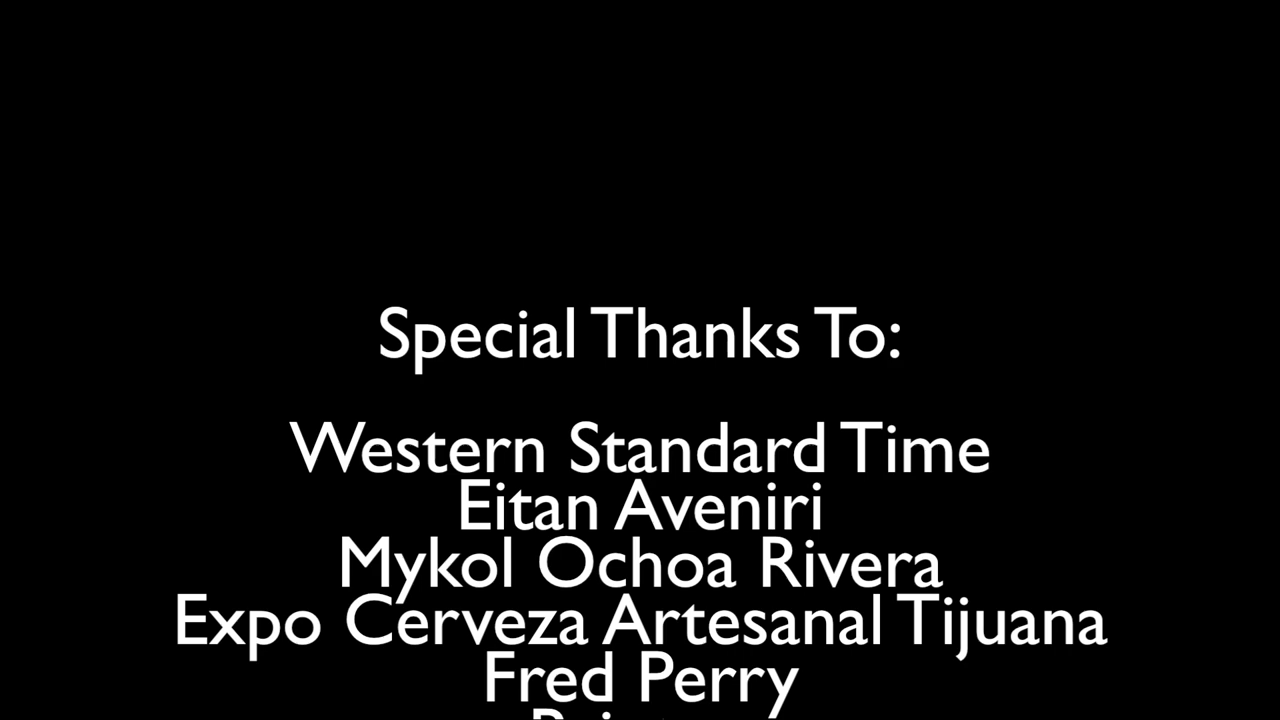 Special Thanks To:
Western Standard Time
Eitan Aveniri
Mykol Ochoa Rivera
Expo Cerveza Artesanal Tijuana
Fred Perry